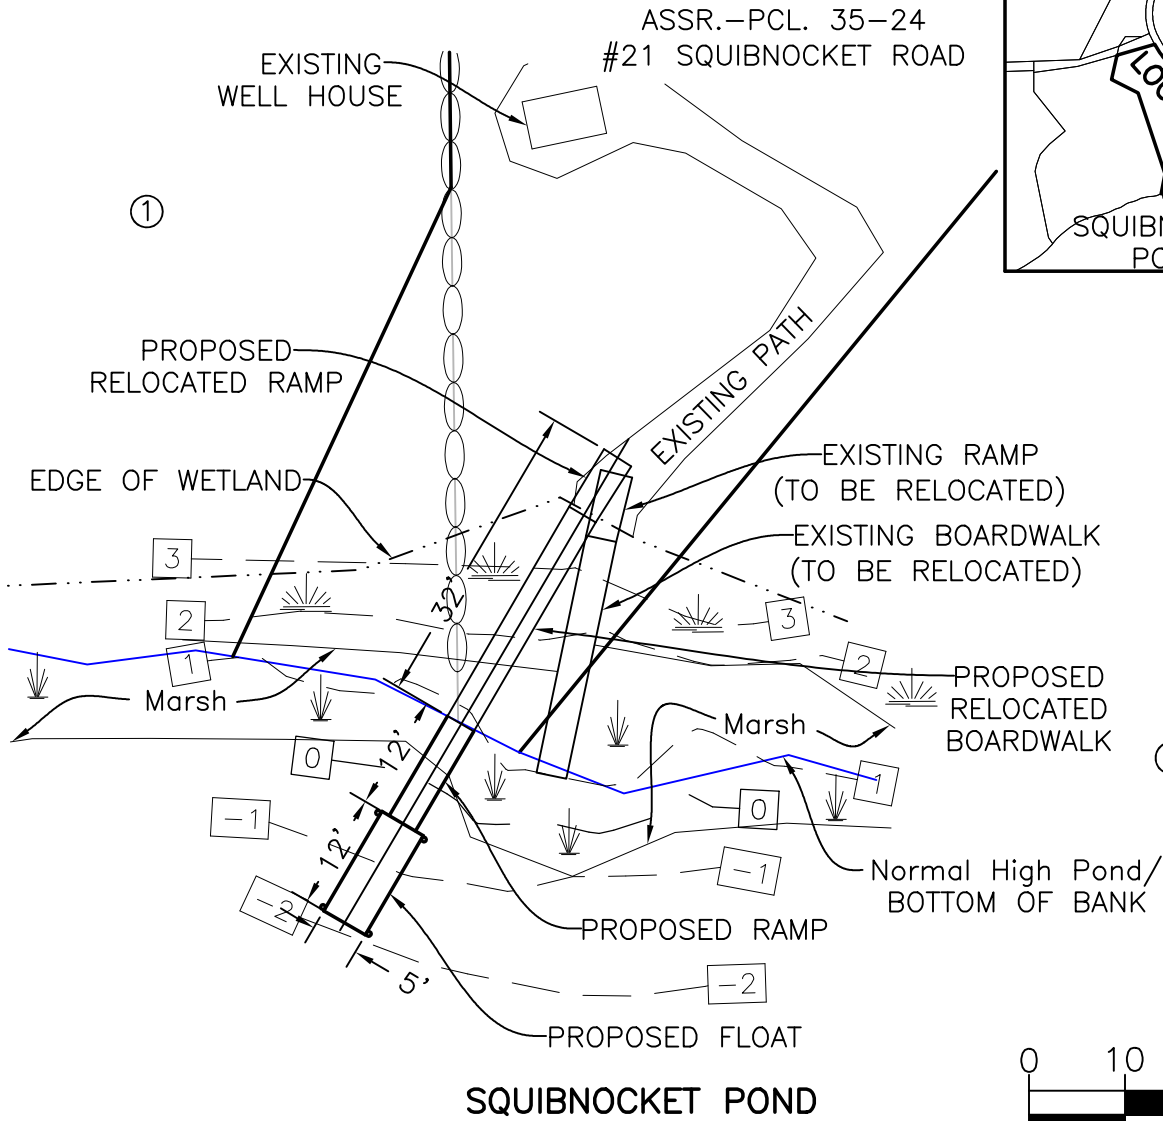 ASSR.-PCL. 35-24
#21 SQUIBNOCKET ROAD
EXISTING
WELL HOUSE
1
SQUIBN
PO
PROPOSED
RELOCATED RAMP
EXISTING PATH
EDGE OF WETLAND
EXISTING RAMP
(TO BE RELOCATED)
EXISTING BOARDWALK
(TO BE RELOCATED)
3
32'
2
3
1
2
Marsh
PROPOSED
RELOCATED
BOARDWALK
Marsh
0
12'
1
-1
0
12'
-1
Normal High Pond/
BOTTOM OF BANK
-2
PROPOSED RAMP
5'
-2
PROPOSED FLOAT
0 10
SQUIBNOCKET POND